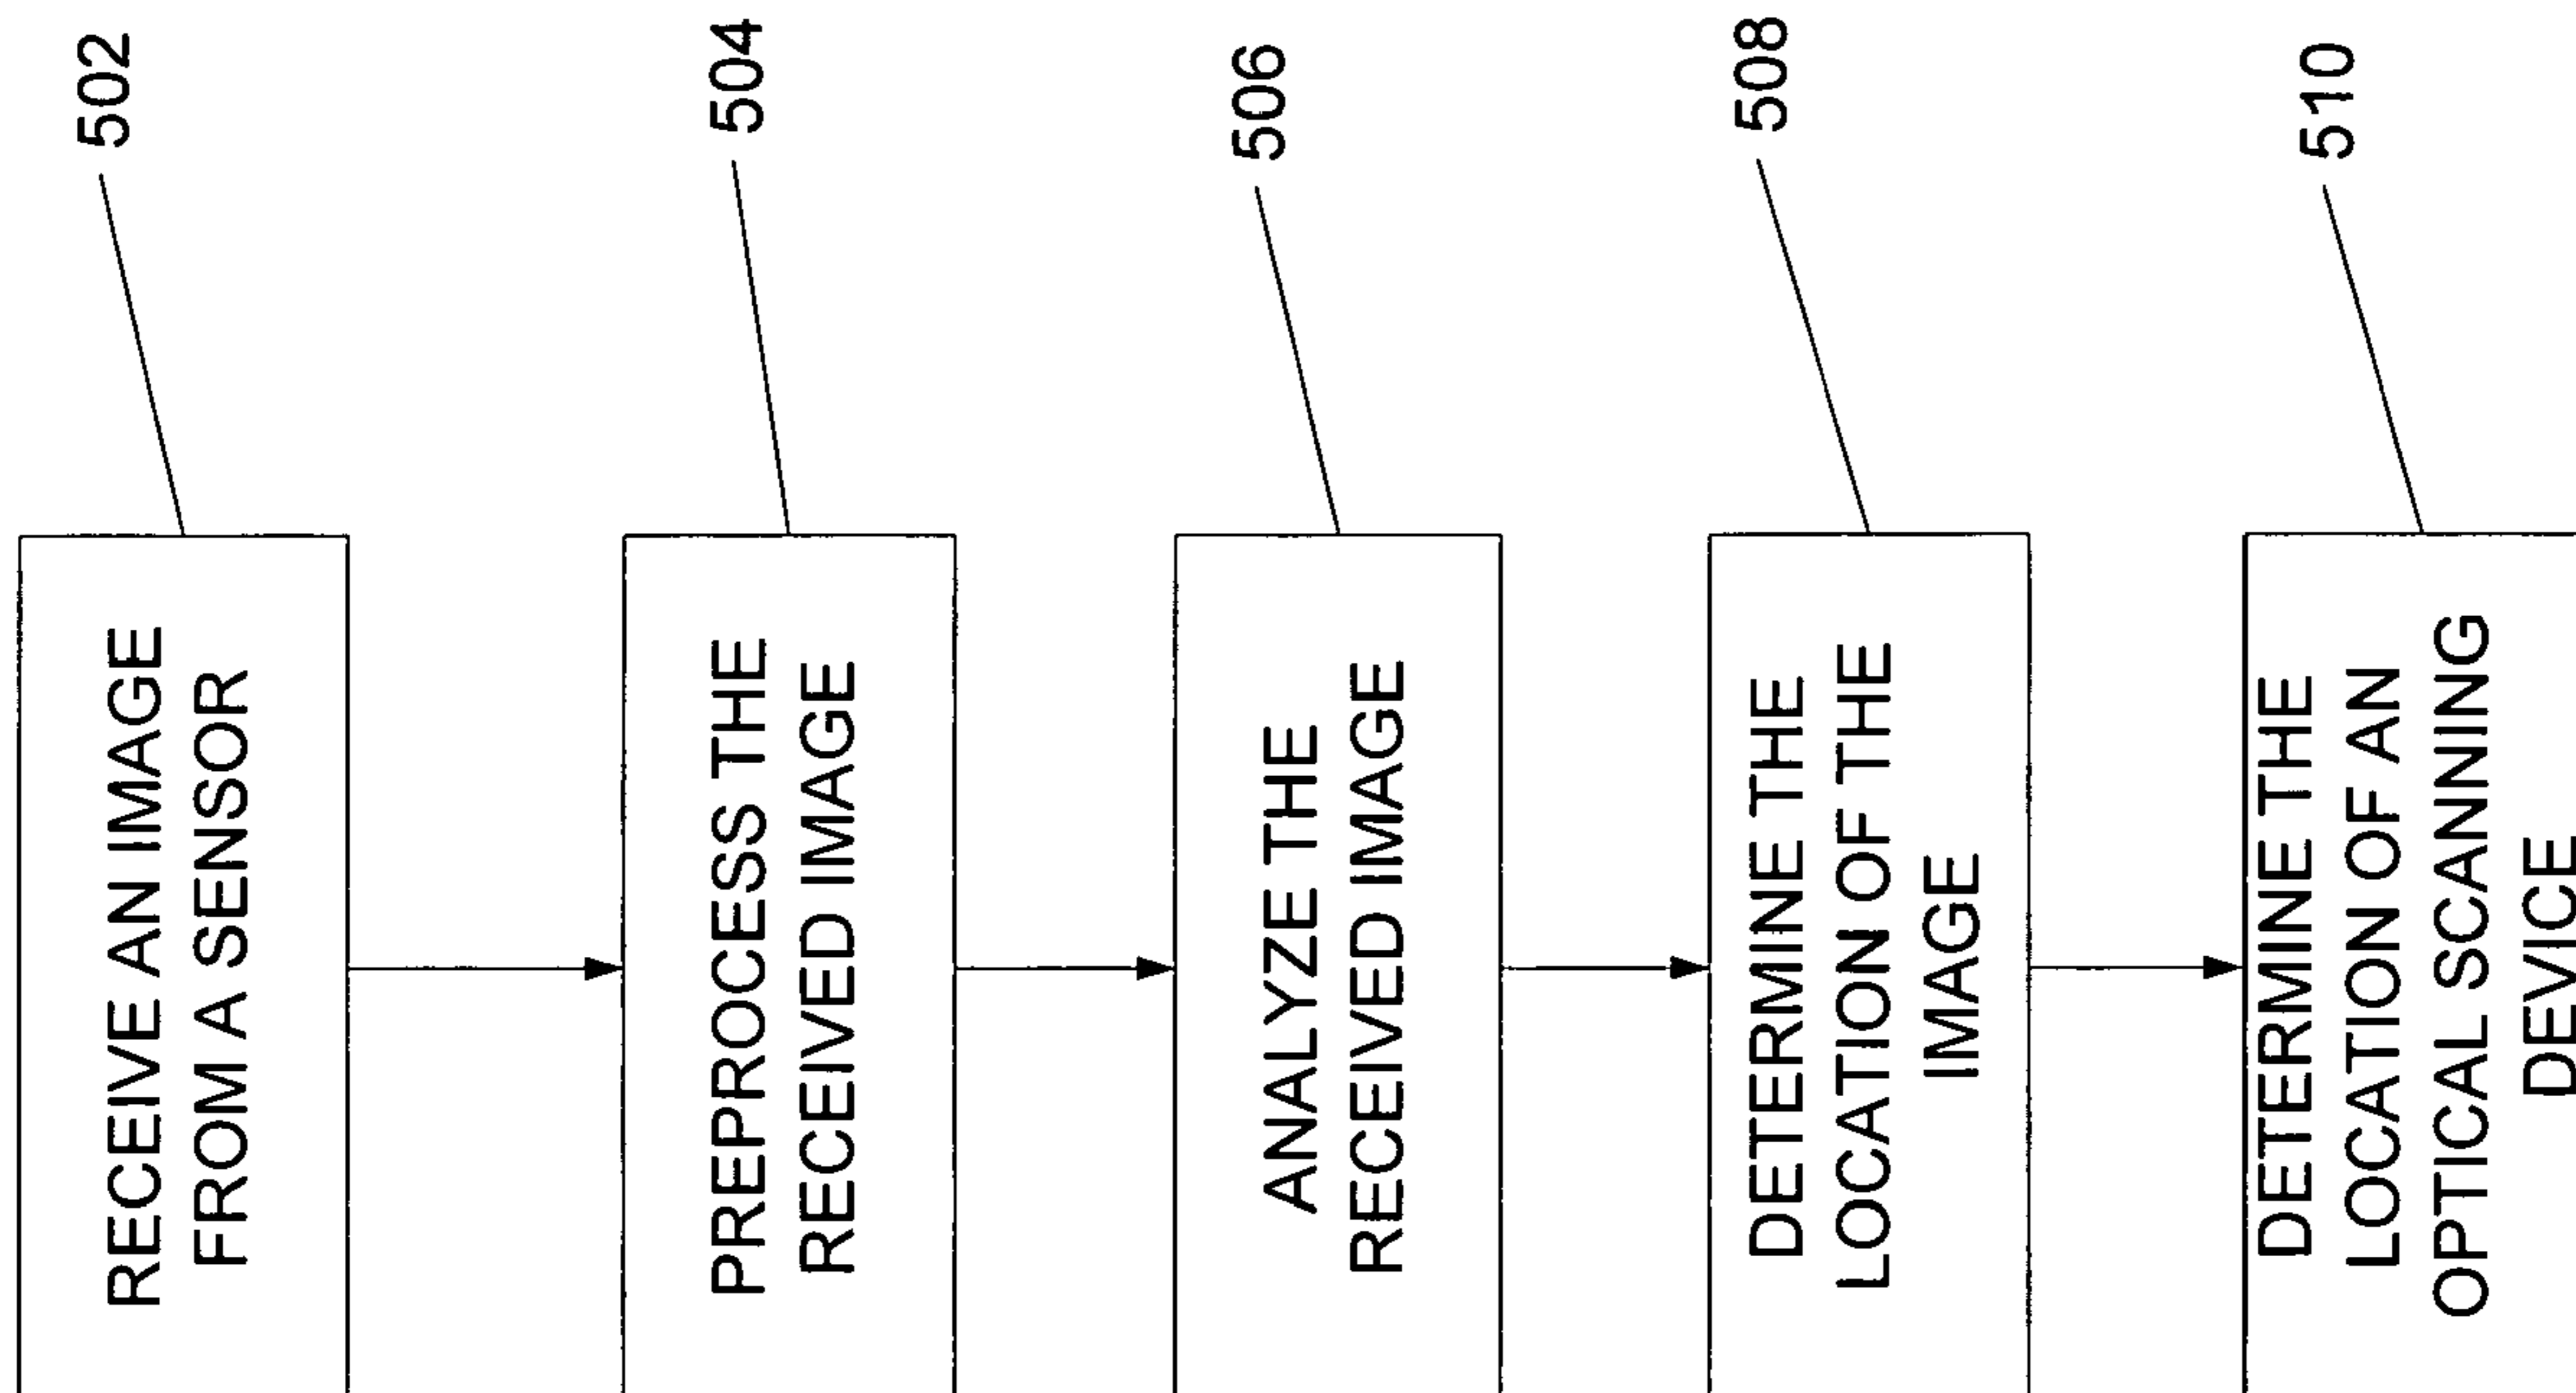 502
RECEIVE AN IMAGE
FROM A SENSOR
504
PREPROCESS THE
RECEIVED IMAGE
506
ANALYZE THE
RECEIVED IMAGE
508
DETERMINE THE
LOCATION OF THE
IMAGE
510
DETERMINE THE
LOCATION OF AN
OPTICAL SCANNING
DEVICE